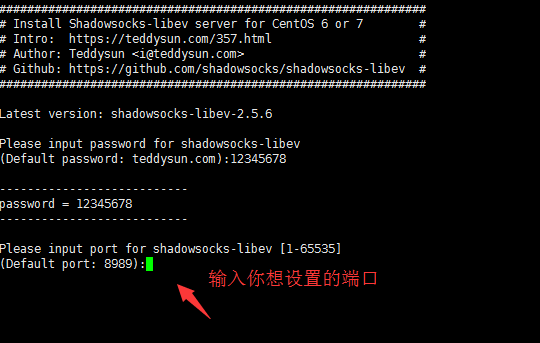 #############################################################
# Install Shadowsocks-libev server for CentOS 6 or 7        #
# Intro:  https://teddysun.com/357.html                     #
# Author: Teddysun <i@teddysun.com>                         #
# Github: https://github.com/shadowsocks/shadowsocks-libev  #
#############################################################
Latest version: shadowsocks-libev-2.5.6
Please input password for shadowsocks-libev
(Default password: teddysun.com):12345678
---------------------------
password = 12345678
---------------------------
Please input port for shadowsocks-libev [1-65535]
(Default port: 8989):
输入你想设置的端口